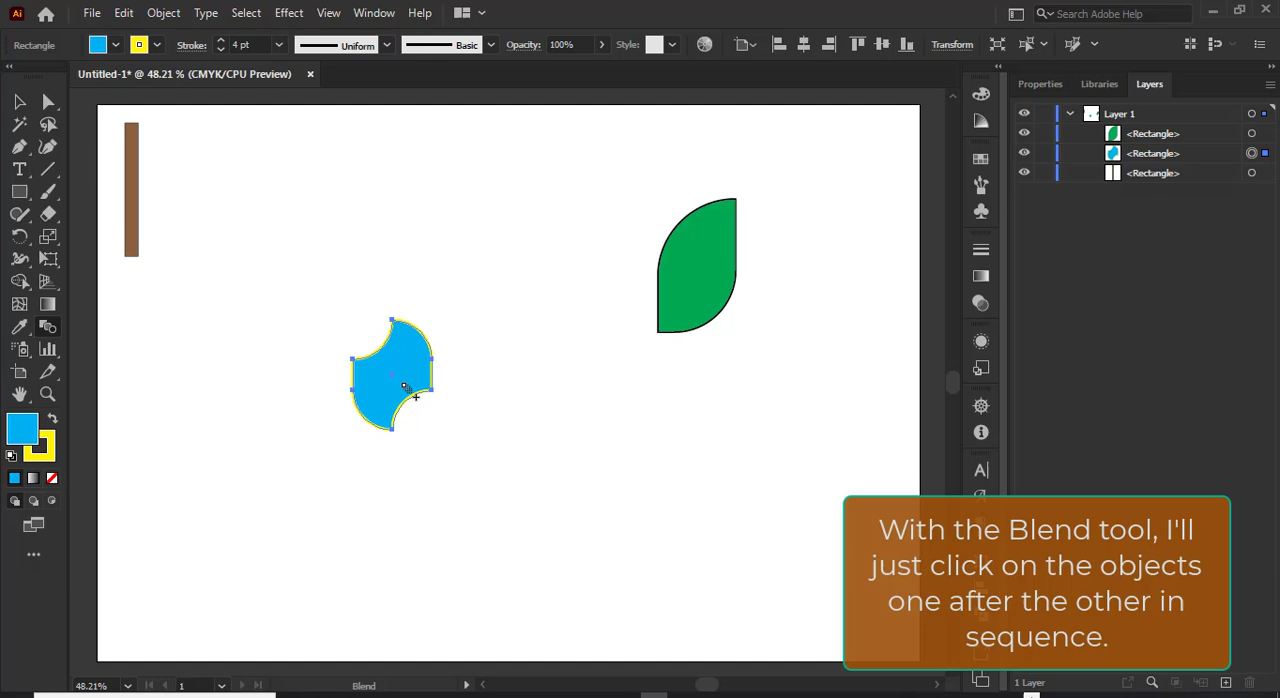 Ai File Edit Object Type Select Effect View Window Help Search Adobe Help
Rectangle Stroke: 4 pt Uniform Basic Opacity: 100% Style: Transform
Untitled-1* @ 48.21 % (CMYK/CPU Preview) ×
Properties Libraries Layers
Layer 1
<Rectangle>
<Rectangle>
<Rectangle>
With the Blend tool, I'll
just click on the objects
one after the other in
sequence.
48.21% 1 Blend
1 Layer